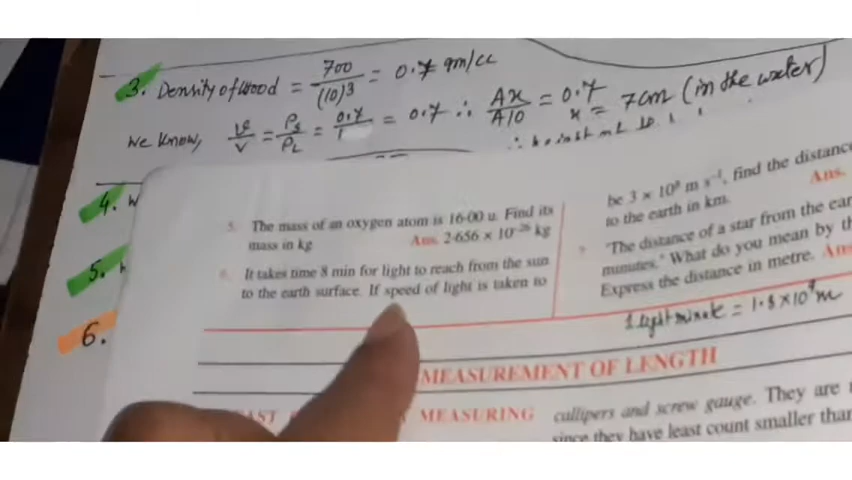 3. Density of wood = 700/(10)3 = 0.7 gm/cc
We know, v/V = ρs/ρL = 0.7/1 = 0.7 ∴ Ax/A10 = 0.7
x = 7cm (in the water)
4. W
5.
6.
5. The mass of an oxygen atom is 16·00 u. Find its
mass in kg Ans. 2·656 × 10⁻²⁶ kg
6. It takes time 8 min for light to reach from the sun
to the earth surface. If speed of light is taken to
be 3 × 10⁸ m s⁻¹, find the distance
to the earth in km. Ans.
"The distance of a star from the ear
minutes." What do you mean by th
Express the distance in metre. An
1 light minute = 1.8 × 10 m
MEASUREMENT OF LENGTH
MEASURING
callipers and screw gauge. They are
since they have least count smaller than